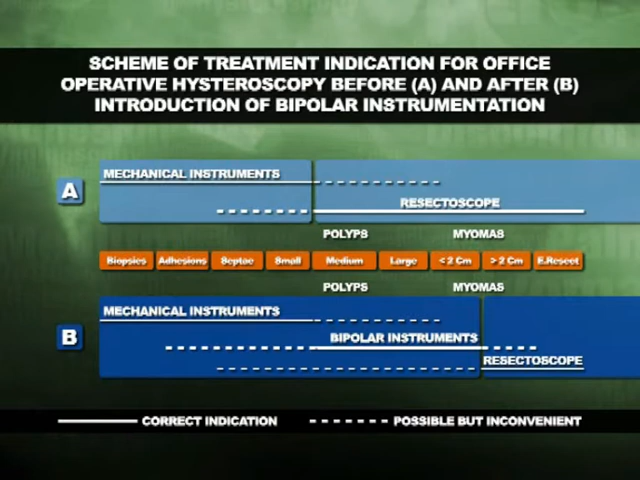 SCHEME OF TREATMENT INDICATION FOR OFFICE
OPERATIVE HYSTEROSCOPY BEFORE (A) AND AFTER (B)
INTRODUCTION OF BIPOLAR INSTRUMENTATION
A
MECHANICAL INSTRUMENTS
RESECTOSCOPE
POLYPS MYOMAS
Biopsies Adhesions Septae Small Medium Large < 2 Cm > 2 Cm E.Resect
POLYPS MYOMAS
B
MECHANICAL INSTRUMENTS
BIPOLAR INSTRUMENTS
RESECTOSCOPE
CORRECT INDICATION POSSIBLE BUT INCONVENIENT